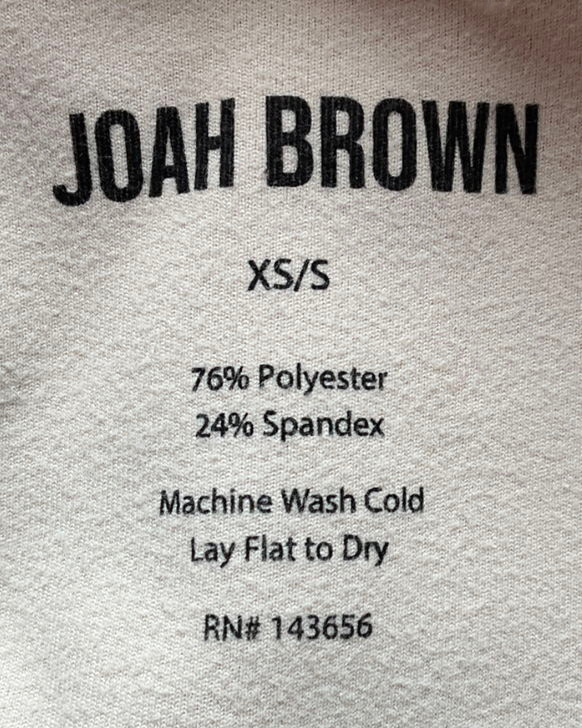 JOAH BROWN
XS/S
76% Polyester
24% Spandex
Machine Wash Cold
Lay Flat to Dry
RN# 143656